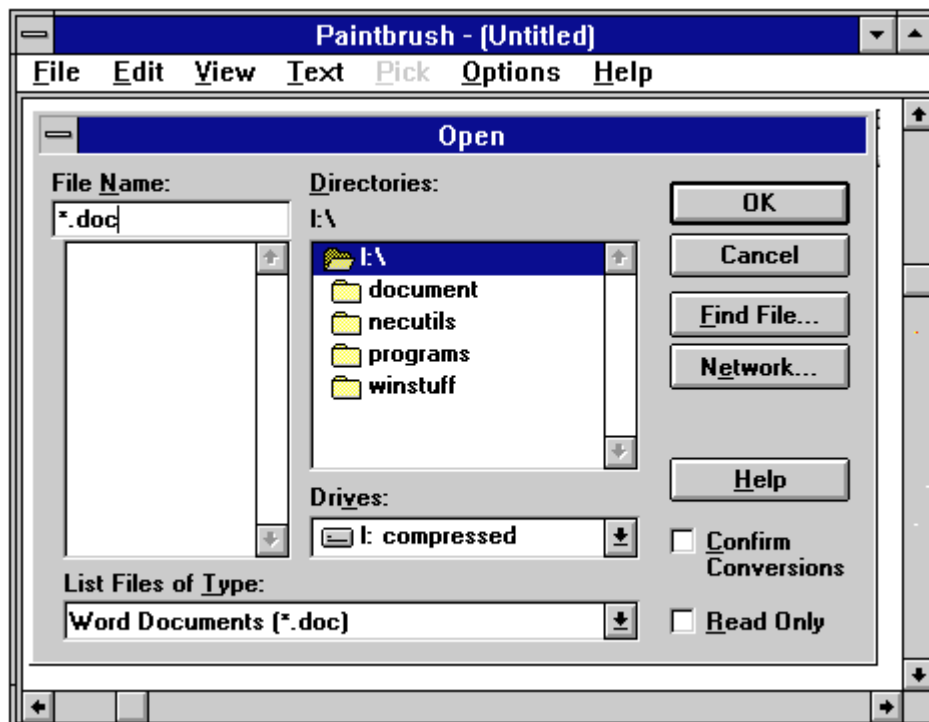 Paintbrush - (Untitled)
File Edit View Text Pick Options Help
Open
File Name:
*.doc
Directories:
I:\
I:\
document
necutils
programs
winstuff
OK
Cancel
Find File...
Network...
Help
Drives:
I: compressed
Confirm
Conversions
List Files of Type:
Word Documents (*.doc)
Read Only